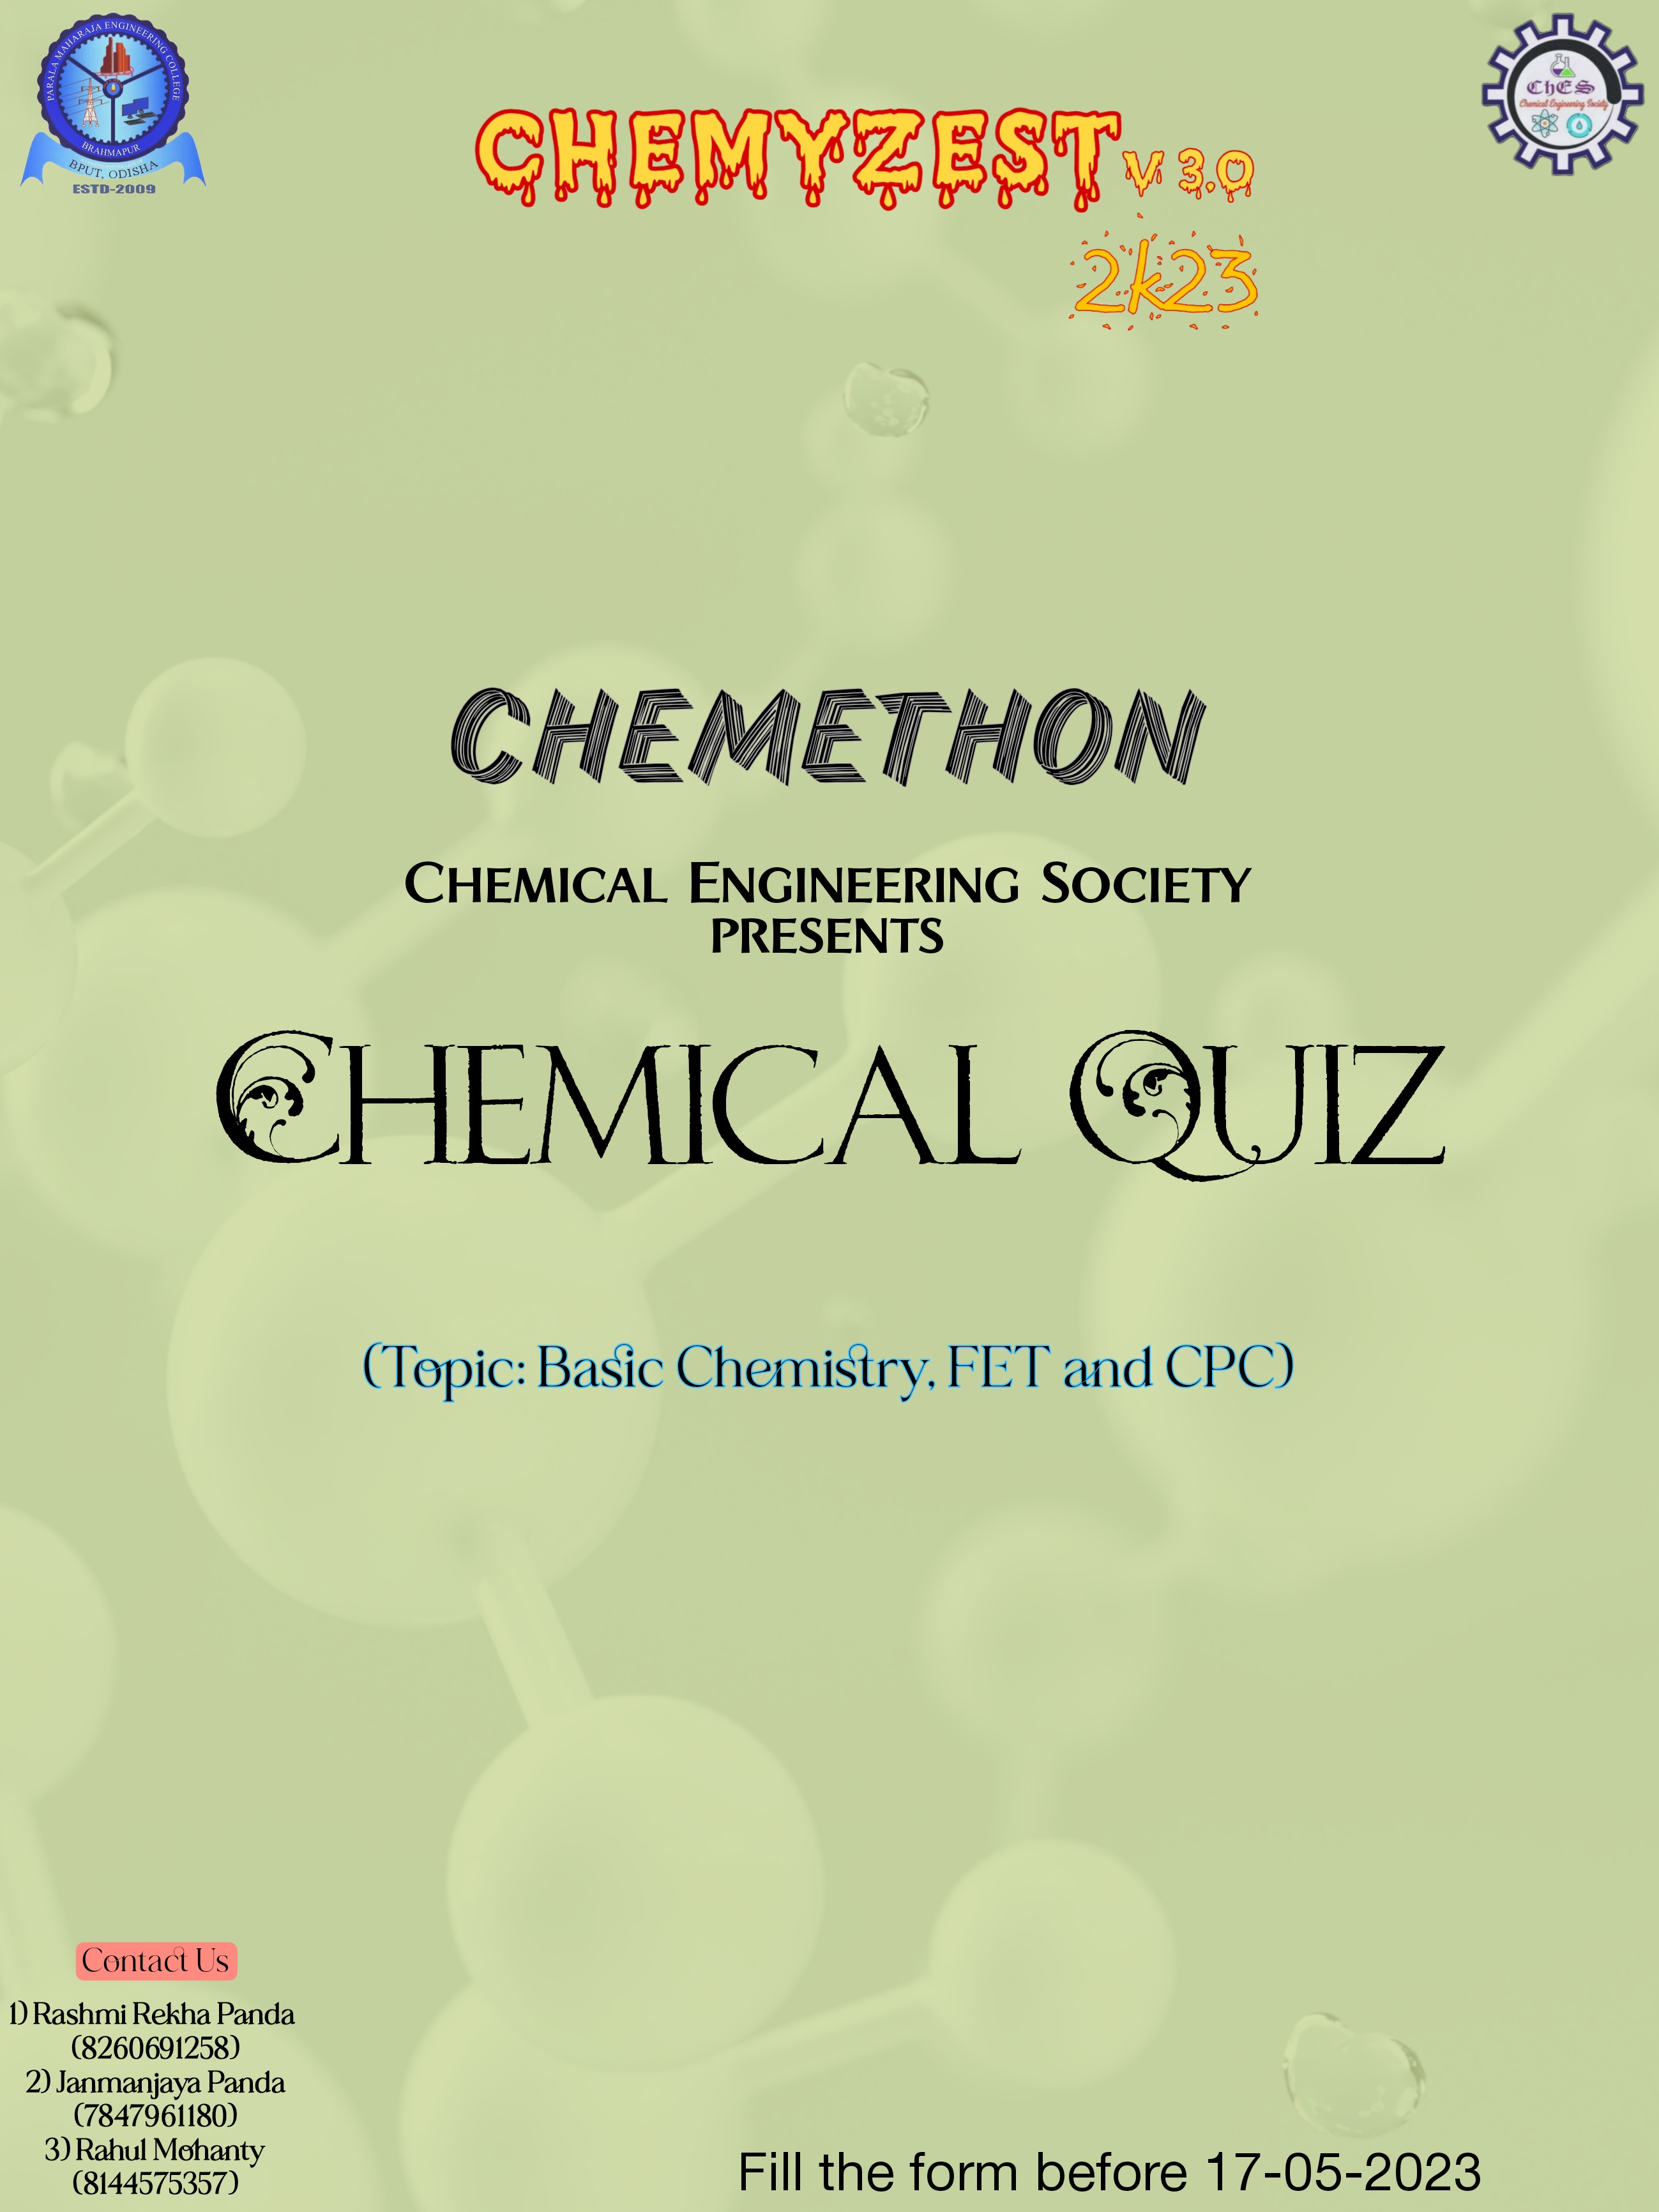 PARALA MAHARAJA ENGINEERING COLLEGE
BRAHMAPUR
BPUT, ODISHA
ESTD-2009
ChES
Chemical Engineering Society
CHEMYZEST V 3.0
2k23
CHEMETHON
CHEMICAL ENGINEERING SOCIETY
PRESENTS
CHEMICAL QUIZ
(Topic: Basic Chemistry, FET and CPC)
Contact Us
1) Rashmi Rekha Panda
(8260691258)
2) Janmanjaya Panda
(7847961180)
3) Rahul Mohanty
(8144575357)
Fill the form before 17-05-2023